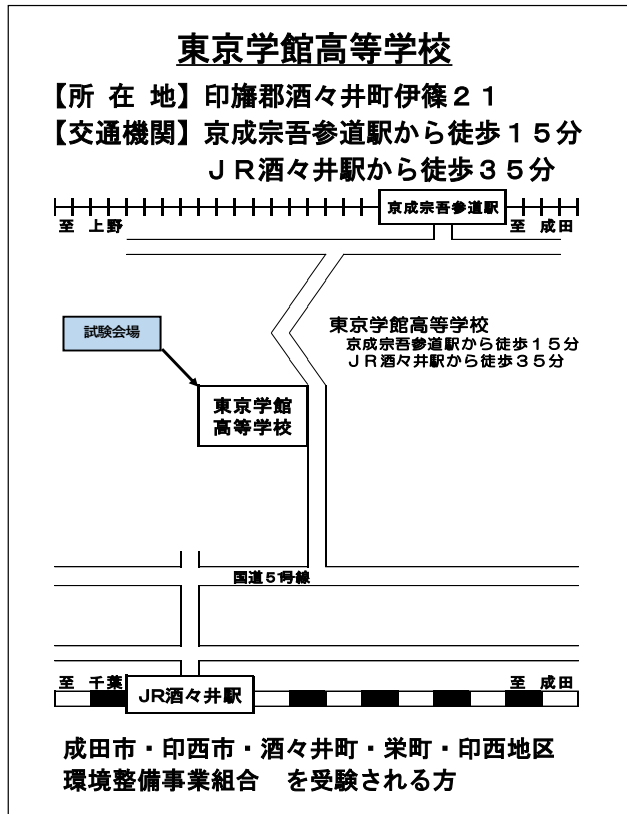 東京学館高等学校
【所 在 地】印旛郡酒々井町伊篠２１
【交通機関】京成宗吾参道駅から徒歩１５分
ＪＲ酒々井駅から徒歩３５分
京成宗吾参道駅
至 上野
至 成田
試験会場
東京学館高等学校
京成宗吾参道駅から徒歩１５分
ＪＲ酒々井駅から徒歩３５分
東京学館
高等学校
国道５１号線
至 千葉
至 成田
JR酒々井駅
成田市・印西市・酒々井町・栄町・印西地区
環境整備事業組合　を受験される方